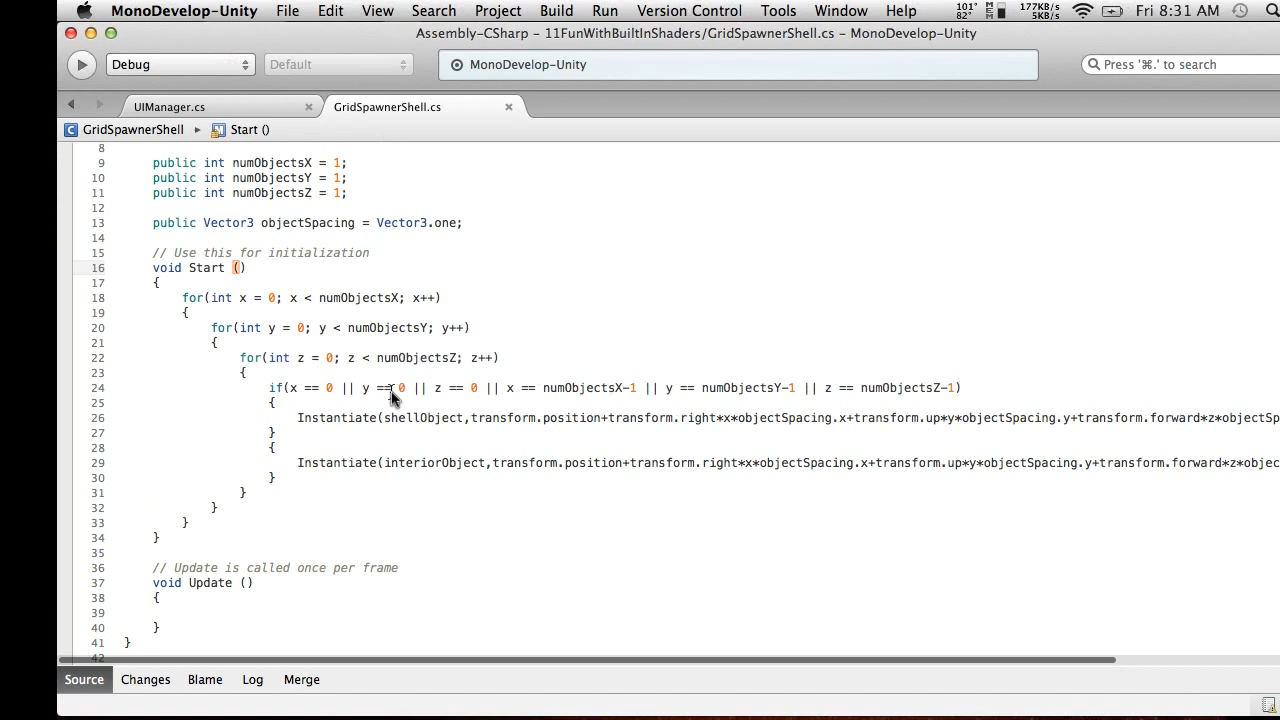 MonoDevelop-Unity File Edit View Search Project Build Run Version Control Tools Window Help 101° 82° MEM 177KB/s 5KB/s Fri 8:31 AM
Assembly-CSharp - 11FunWithBuiltInShaders/GridSpawnerShell.cs - MonoDevelop-Unity
Debug Default MonoDevelop-Unity Press '⌘.' to search
UIManager.cs × GridSpawnerShell.cs ×
GridSpawnerShell ▸ Start ()
8
9 public int numObjectsX = 1;
10 public int numObjectsY = 1;
11 public int numObjectsZ = 1;
12
13 public Vector3 objectSpacing = Vector3.one;
14
15 // Use this for initialization
16 void Start ()
17 {
18 for(int x = 0; x < numObjectsX; x++)
19 {
20 for(int y = 0; y < numObjectsY; y++)
21 {
22 for(int z = 0; z < numObjectsZ; z++)
23 {
24 if(x == 0 || y == 0 || z == 0 || x == numObjectsX-1 || y == numObjectsY-1 || z == numObjectsZ-1)
25 {
26 Instantiate(shellObject,transform.position+transform.right*x*objectSpacing.x+transform.up*y*objectSpacing.y+transform.forward*z*objectSp
27 }
28 {
29 Instantiate(interiorObject,transform.position+transform.right*x*objectSpacing.x+transform.up*y*objectSpacing.y+transform.forward*z*objec
30 }
31 }
32 }
33 }
34 }
35
36 // Update is called once per frame
37 void Update ()
38 {
39
40 }
41 }
42
Source Changes Blame Log Merge